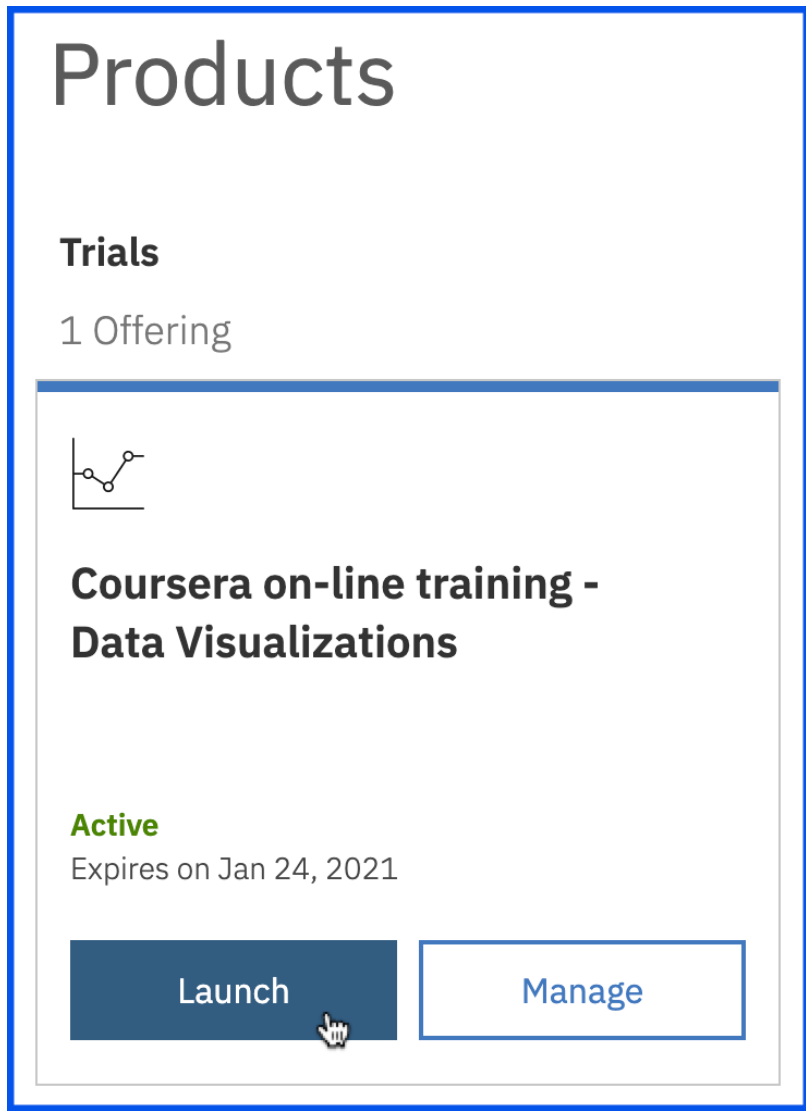 Products
Trials
1 Offering
Coursera on-line training -
Data Visualizations
Active
Expires on Jan 24, 2021
Launch
Manage